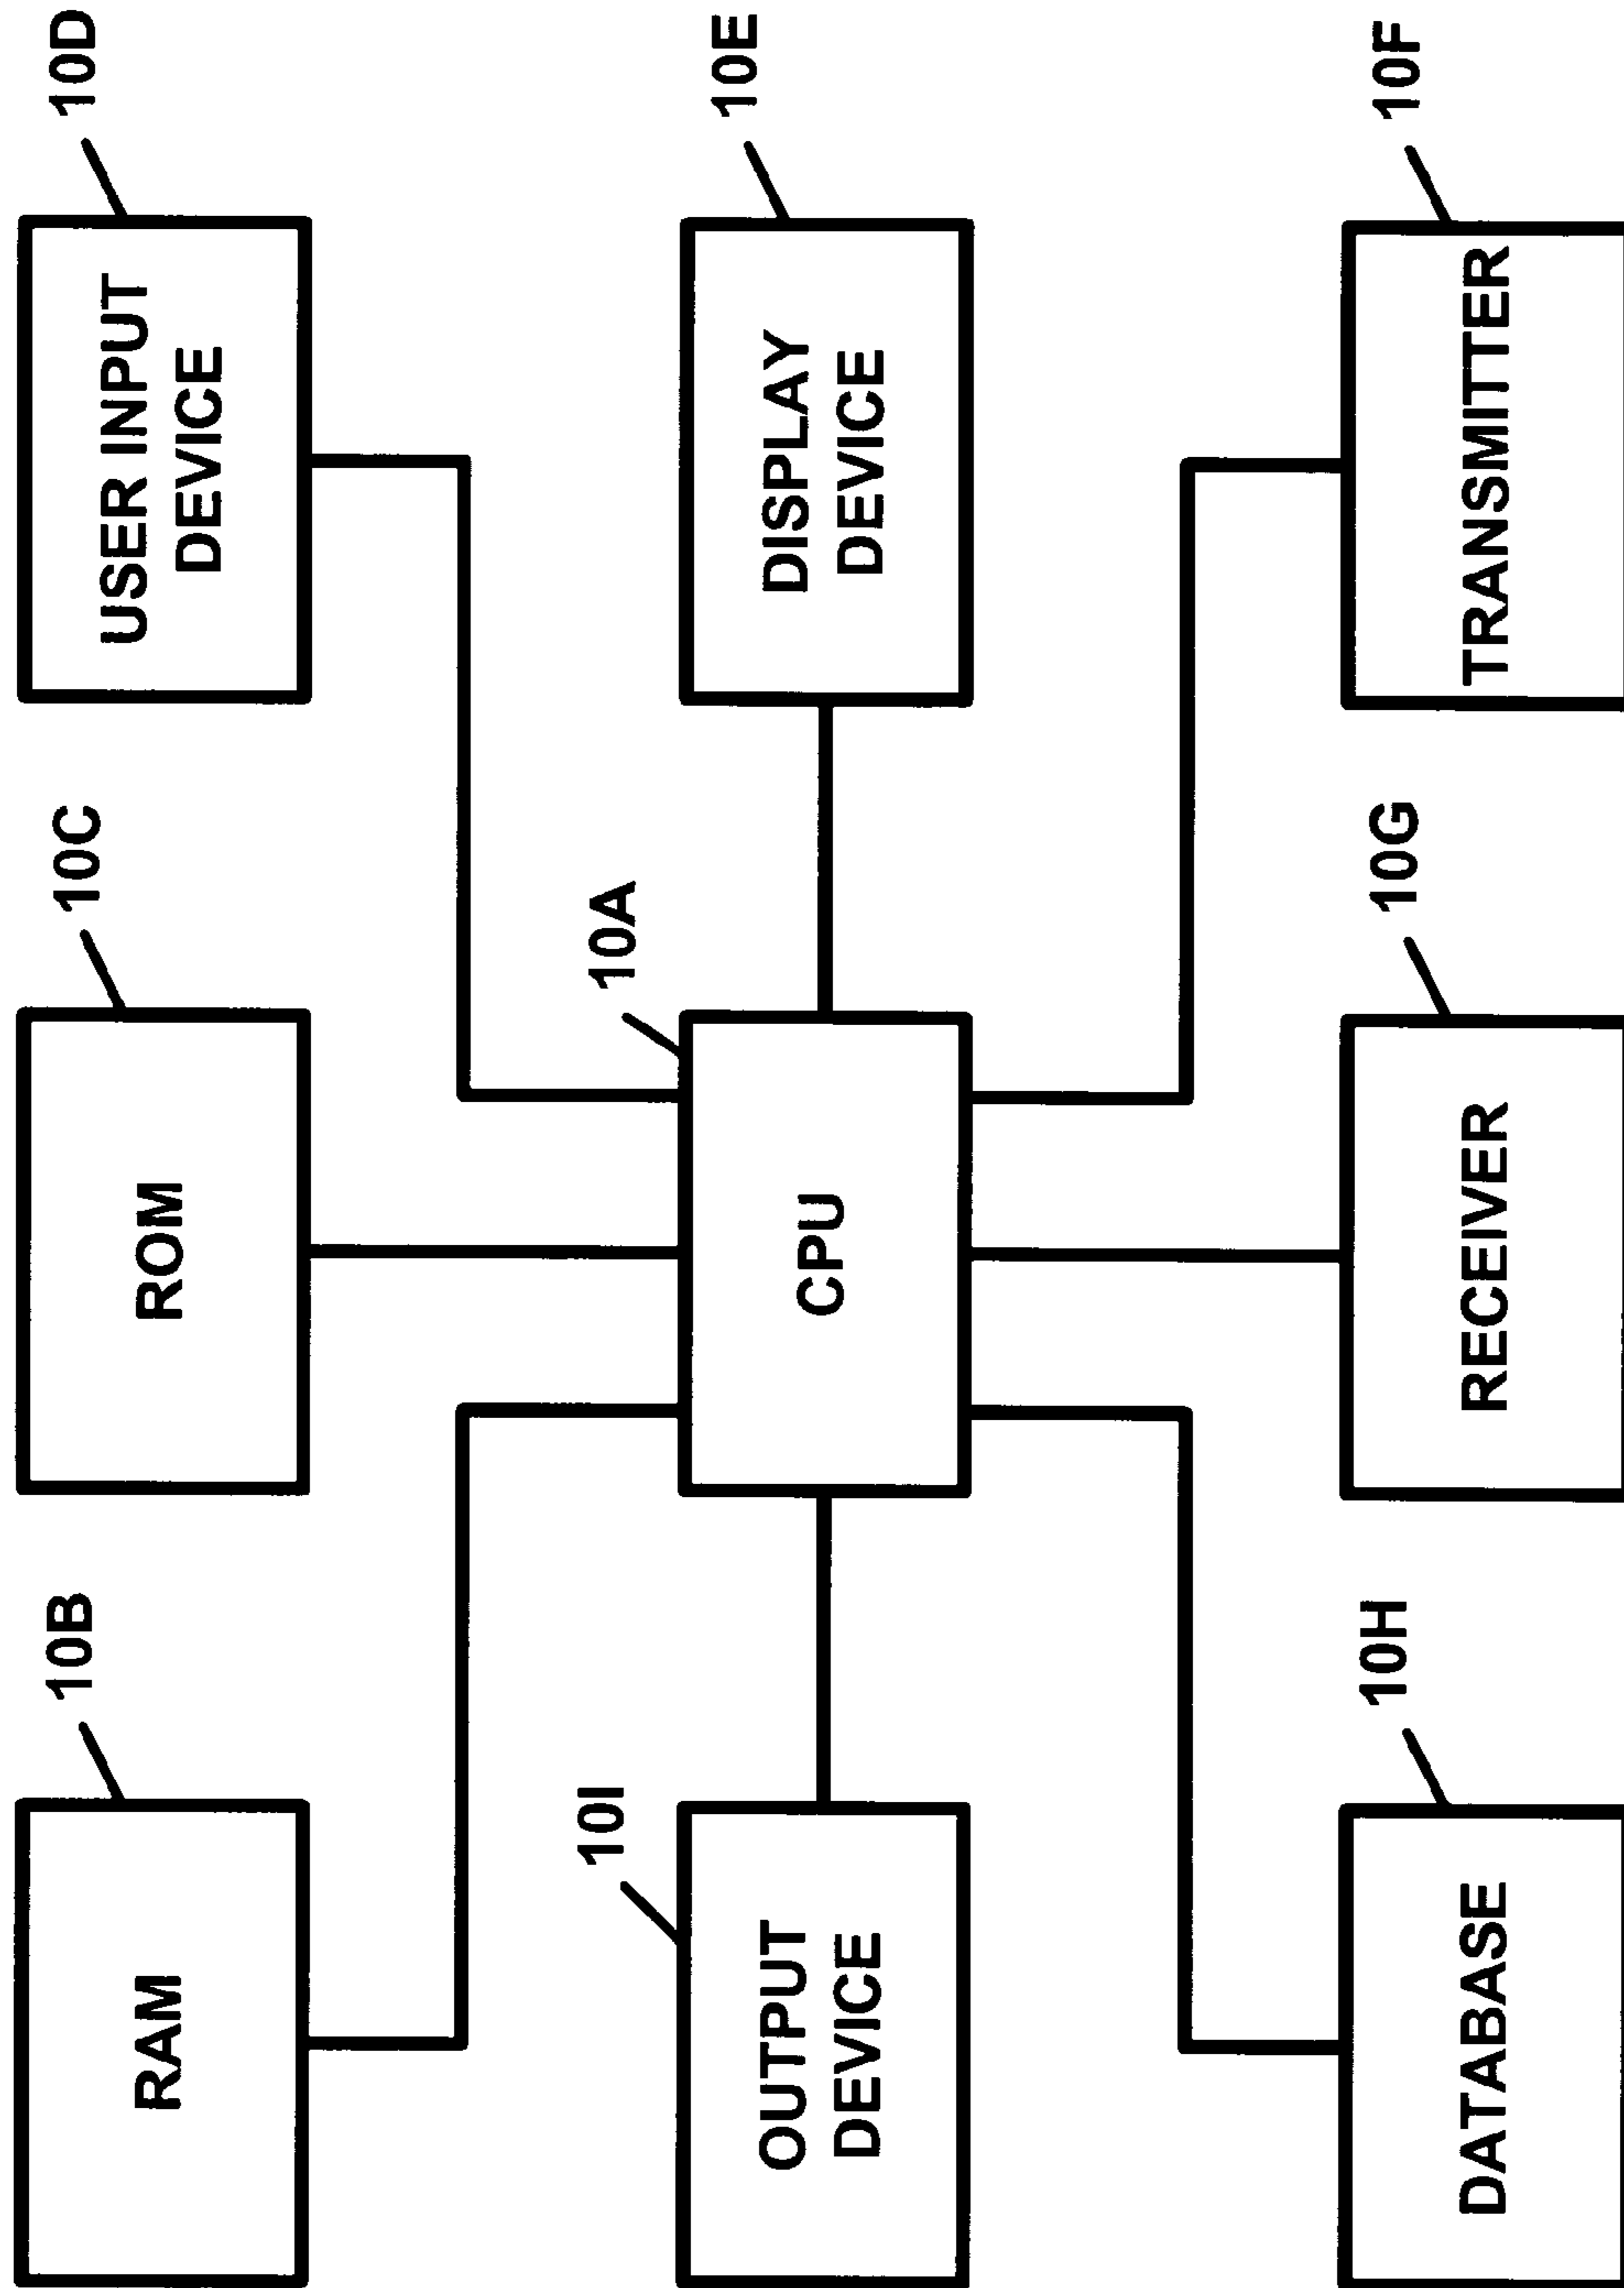 10B
RAM
10C
ROM
10D
USER INPUT
DEVICE
10I
OUTPUT
DEVICE
10A
CPU
10E
DISPLAY
DEVICE
10H
DATABASE
10G
RECEIVER
10F
TRANSMITTER